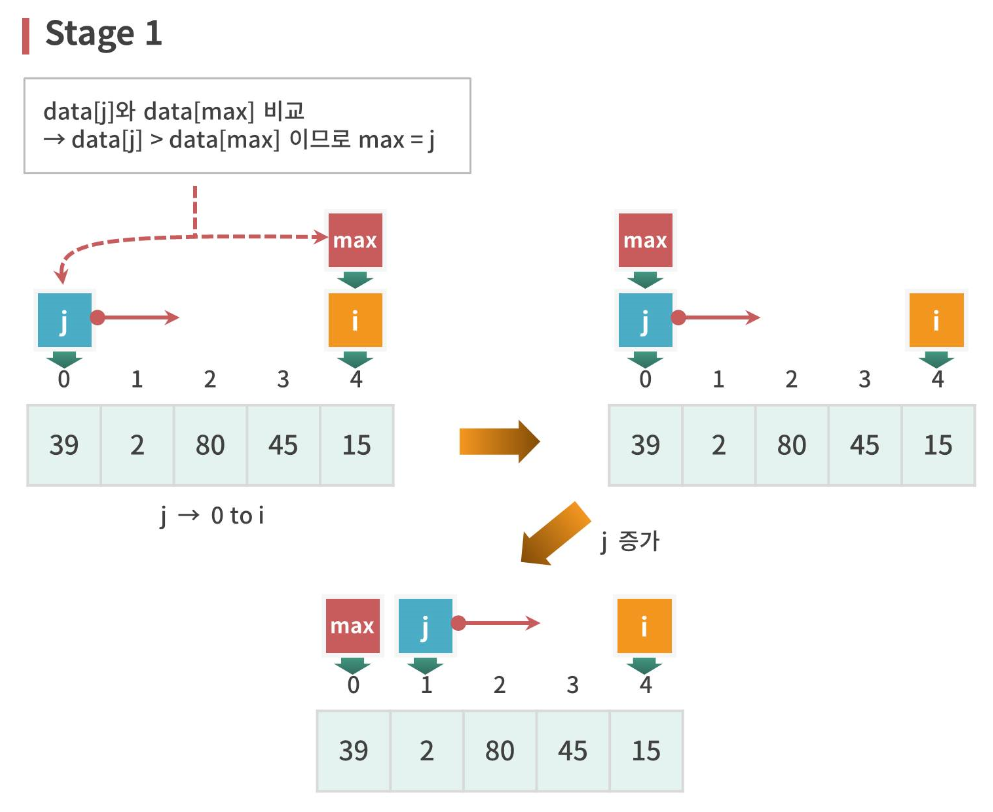 Stage 1
data[j]와 data[max] 비교
→ data[j] > data[max] 이므로 max = j
max
j
i
0 1 2 3 4
39 2 80 45 15
j → 0 to i
max
j
i
0 1 2 3 4
39 2 80 45 15
j 증가
max j i
0 1 2 3 4
39 2 80 45 15